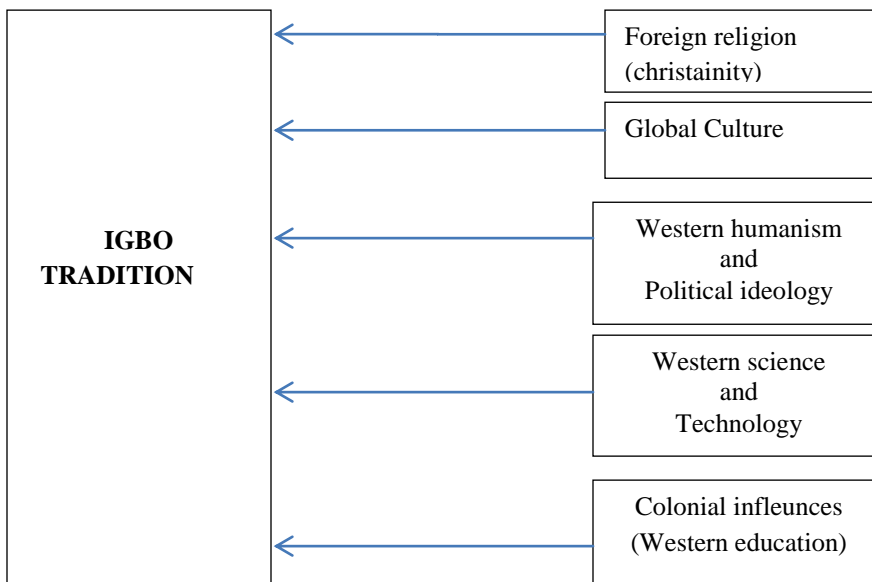 Foreign religion
(christainity)
Global Culture
IGBO
TRADITION
Western humanism
and
Political ideology
Western science
and
Technology
Colonial infleunces
(Western education)